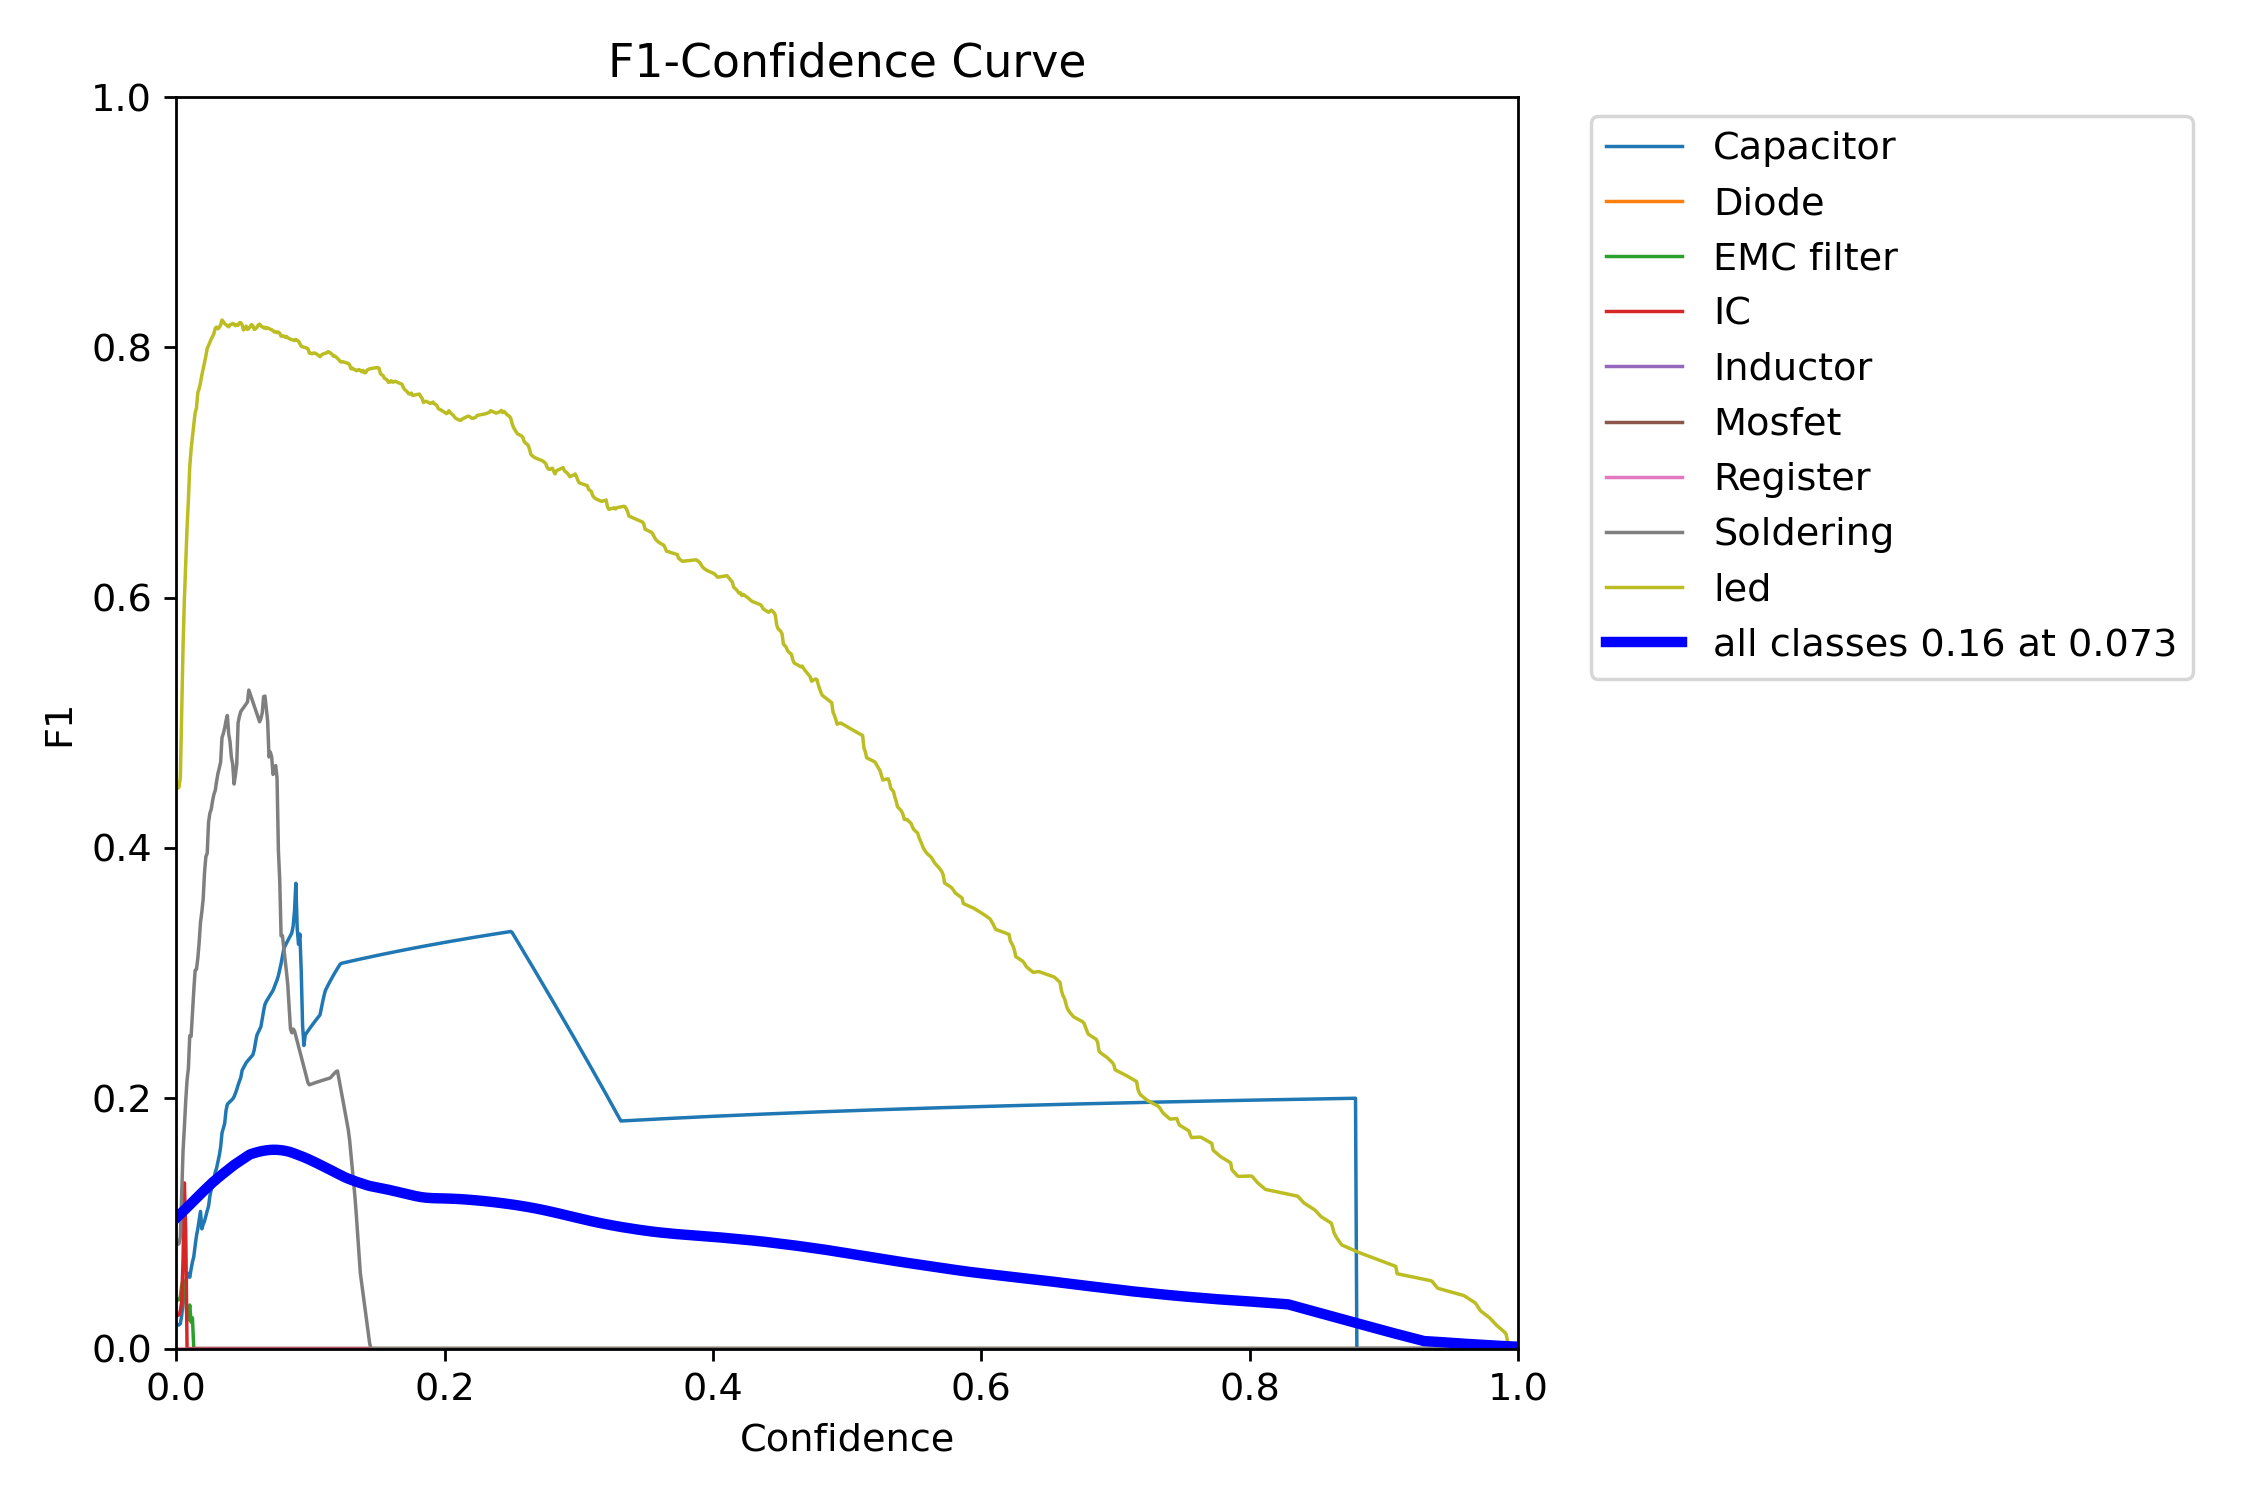 F1-Confidence Curve
1.0
0.8
0.6
0.4
0.2
0.0
F1
0.0 0.2 0.4 0.6 0.8 1.0
Confidence
Capacitor
Diode
EMC filter
IC
Inductor
Mosfet
Register
Soldering
led
all classes 0.16 at 0.073